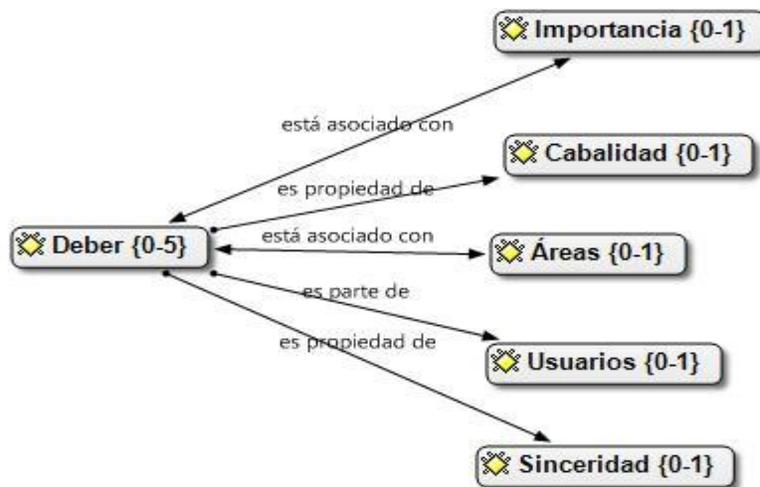 Importancia {0-1}
está asociado con
Cabalidad {0-1}
es propiedad de
Deber {0-5}
está asociado con
Áreas {0-1}
es parte de
es propiedad de
Usuarios {0-1}
Sinceridad {0-1}